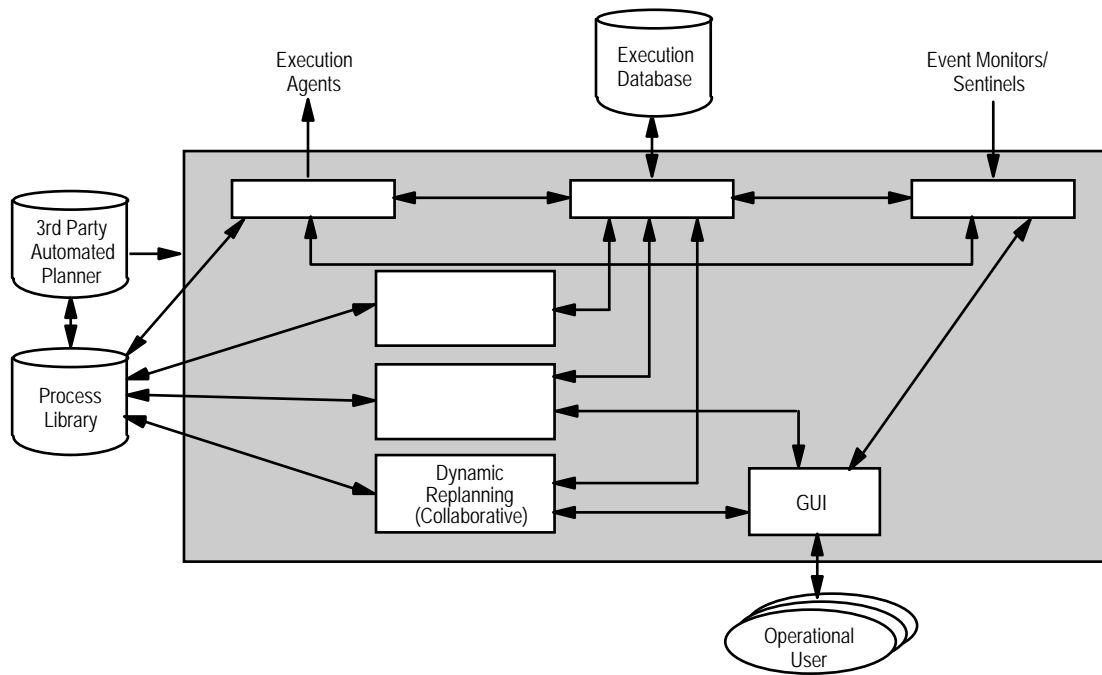 Execution
Agents
Execution
Database
Event Monitors/
Sentinels
3rd Party
Automated
Planner
Process
Library
Dynamic
Replanning
(Collaborative)
GUI
Operational
User